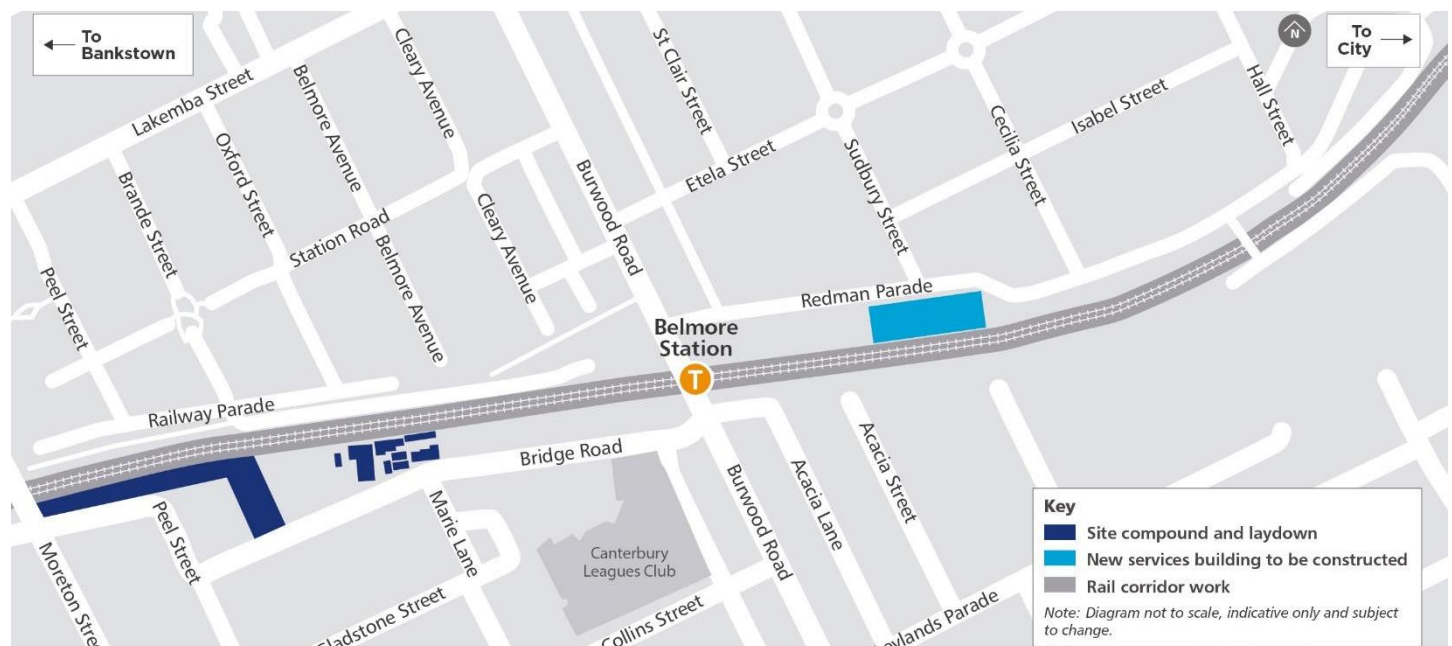 To
Bankstown
N
To
City
Lakemba Street
Belmore Avenue
Cleary Avenue
St Clair Street
Hall Street
Oxford Street
Brande Street
Burwood Road
Etela Street
Sudbury Street
Cecilia Street
Isabel Street
Station Road
Peel Street
Belmore Avenue
Cleary Avenue
Redman Parade
Belmore
Station
T
Railway Parade
Bridge Road
Acacia Street
Acacia Lane
Burwood Road
Marie Lane
Peel Street
Moreton
Canterbury
Leagues Club
Street
Collins Street
Parade
Key
Site compound and laydown
New services building to be constructed
Rail corridor work
Note: Diagram not to scale, indicative only and subject
to change.